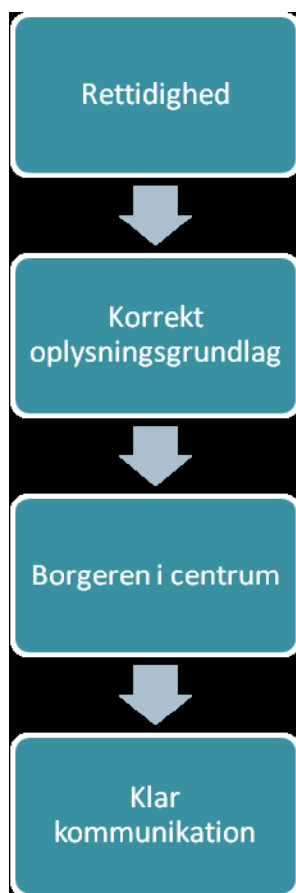 Rettidighed
Korrekt
oplysningsgrundlag
Borgeren i centrum
Klar
kommunikation